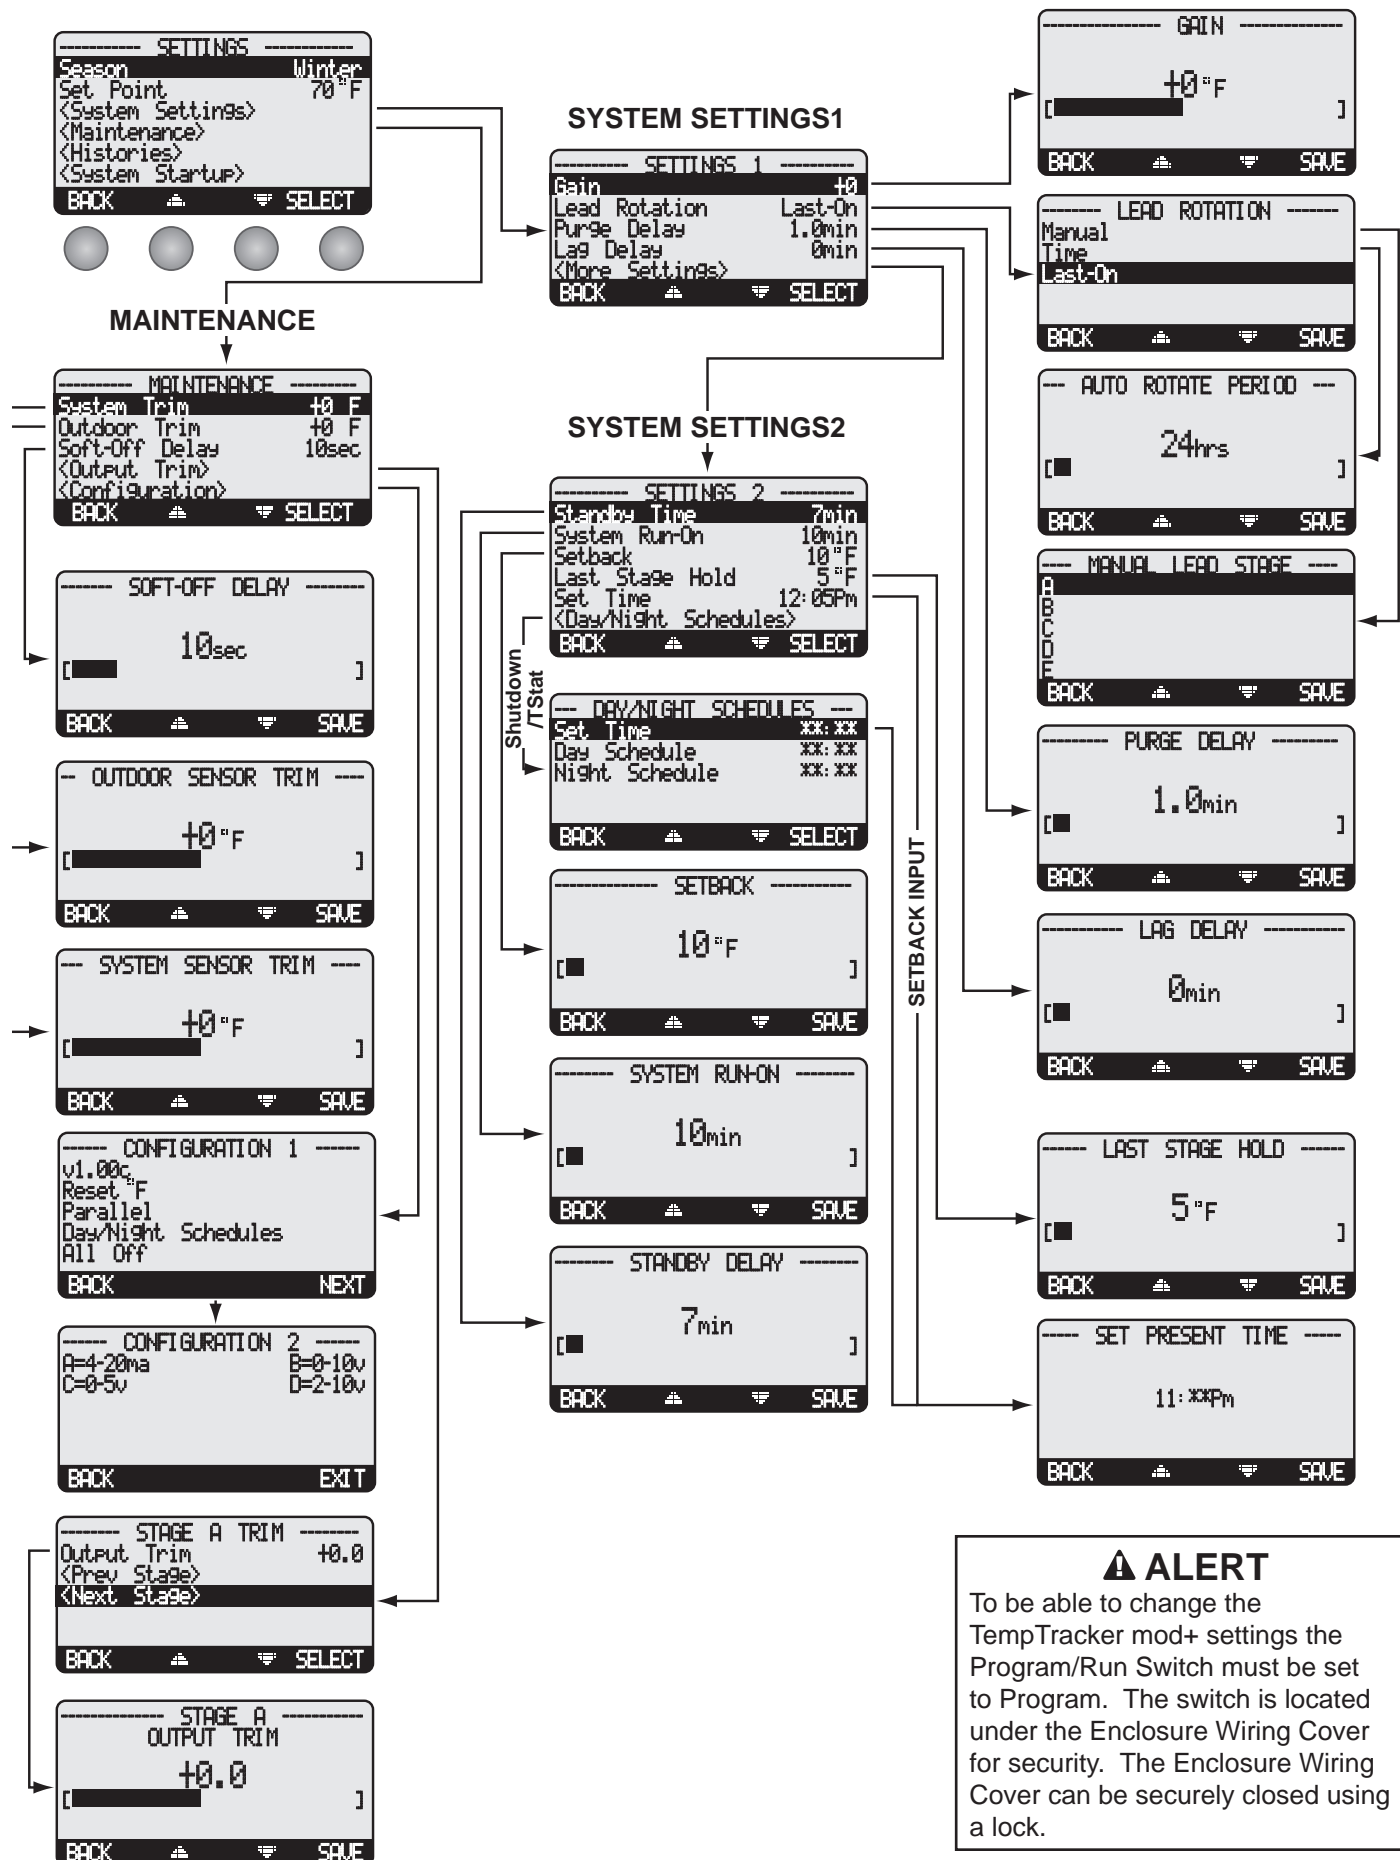 ---------- SETTINGS -----------
Season Winter
Set Point 70°F
<System Settings>
<Maintenance>
<Histories>
<System Startup>
BACK SELECT
MAINTENANCE
--------- MAINTENANCE --------
System Trim +0 F
Outdoor Trim +0 F
Soft-Off Delay 10sec
<Output Trim>
<Configuration>
BACK SELECT
------- SOFT-OFF DELAY --------
10sec
[ ]
BACK SAVE
-- OUTDOOR SENSOR TRIM ----
+0°F
[ ]
BACK SAVE
--- SYSTEM SENSOR TRIM ----
+0°F
[ ]
BACK SAVE
------ CONFIGURATION 1 ------
v1.00c
Reset °F
Parallel
Day/Night Schedules
All Off
BACK NEXT
------ CONFIGURATION 2 ------
A=4-20ma B=0-10v
C=0-5v D=2-10v
BACK EXIT
-------- STAGE A TRIM --------
Output Trim +0.0
<Prev Stage>
<Next Stage>
BACK SELECT
-------------- STAGE A -----------
OUTPUT TRIM
+0.0
[ ]
BACK SAVE
SYSTEM SETTINGS1
---------- SETTINGS 1 ----------
Gain +0
Lead Rotation Last-On
Purge Delay 1.0min
Lag Delay 0min
<More Settings>
BACK SELECT
SYSTEM SETTINGS2
---------- SETTINGS 2 ----------
Standby Time 7min
System Run-On 10min
Setback 10°F
Last Stage Hold 5°F
Set Time 12:05Pm
<Day/Night Schedules>
BACK SELECT
Shutdown
/TStat
--- DAY/NIGHT SCHEDULES ---
Set Time **:**
Day Schedule **:**
Night Schedule **:**
BACK SELECT
-------------- SETBACK -----------
10°F
[ ]
BACK SAVE
-------- SYSTEM RUN-ON --------
10min
[ ]
BACK SAVE
-------- STANDBY DELAY --------
7min
[ ]
BACK SAVE
SETBACK INPUT
---------------- GAIN --------------
+0°F
[ ]
BACK SAVE
-------- LEAD ROTATION -------
Manual
Time
Last-On
BACK SAVE
--- AUTO ROTATE PERIOD ---
24hrs
[ ]
BACK SAVE
---- MANUAL LEAD STAGE ----
A
B
C
D
E
BACK SAVE
--------- PURGE DELAY ---------
1.0min
[ ]
BACK SAVE
----------- LAG DELAY -----------
0min
[ ]
BACK SAVE
------ LAST STAGE HOLD ------
5°F
[ ]
BACK SAVE
----- SET PRESENT TIME -----
11:**Pm
BACK SAVE
ALERT
To be able to change the
TempTracker mod+ settings the
Program/Run Switch must be set
to Program. The switch is located
under the Enclosure Wiring Cover
for security. The Enclosure Wiring
Cover can be securely closed using
a lock.